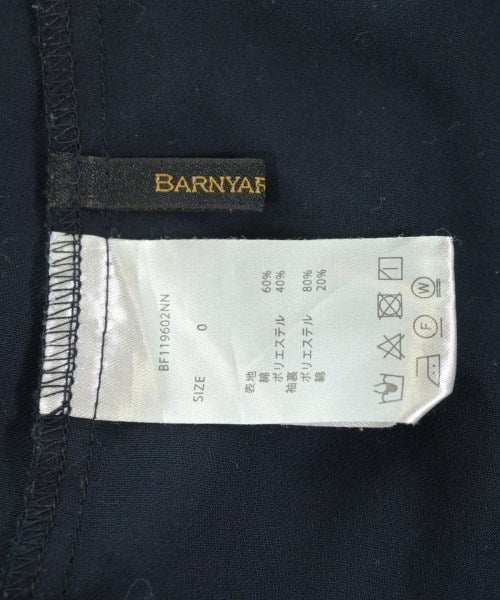 BARNYAR
BF119602NN
SIZE 0
表地
綿 60%
ポリエステル 40%
袖裏
ポリエステル 80%
綿 20%
W
F